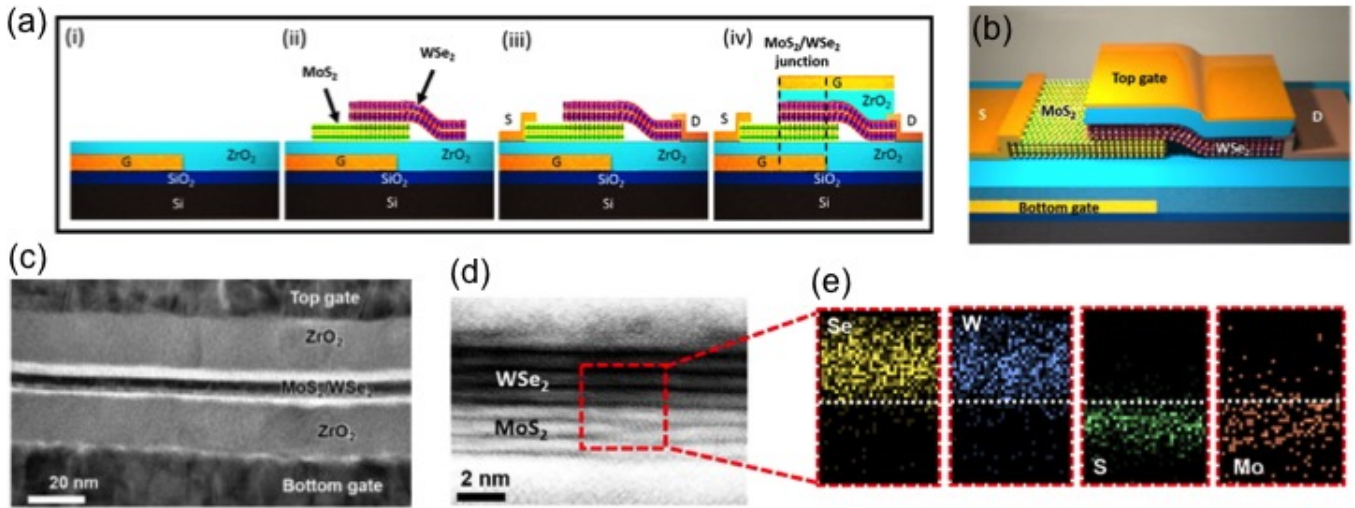 (a)
(i)
G
ZrO₂
SiO₂
Si
(ii)
MoS₂
WSe₂
G
ZrO₂
SiO₂
Si
(iii)
S
D
G
ZrO₂
SiO₂
Si
(iv)
MoS₂/WSe₂
junction
G
ZrO₂
S
D
G
ZrO₂
SiO₂
Si
(b)
Top gate
S
MoS₂
D
WSe₂
Bottom gate
(c)
Top gate
ZrO₂
MoS₂/WSe₂
ZrO₂
20 nm
Bottom gate
(d)
WSe₂
MoS₂
2 nm
(e)
Se
W
S
Mo